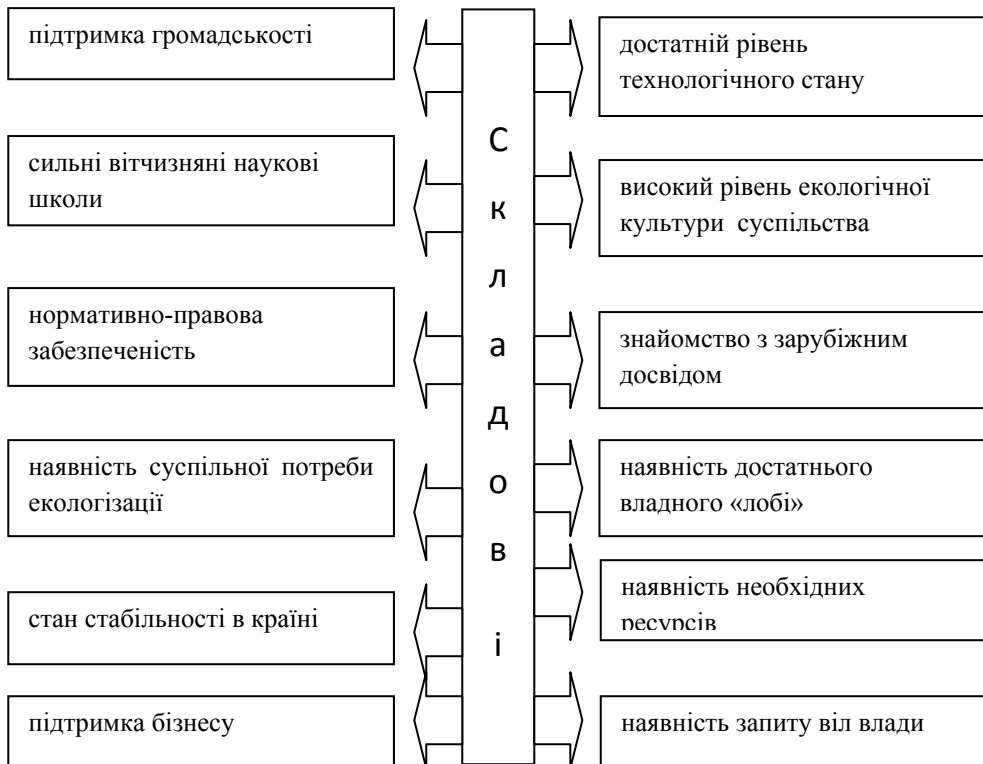 підтримка громадськості
сильні вітчизняні наукові
школи
нормативно-правова
забезпеченість
наявність суспільної потреби
екологізації
стан стабільності в країні
підтримка бізнесу
Складові
достатній рівень
технологічного стану
високий рівень екологічної
культури суспільства
знайомство з зарубіжним
досвідом
наявність достатнього
владного «лобі»
наявність необхідних
ресурсів
наявність запиту віл влади